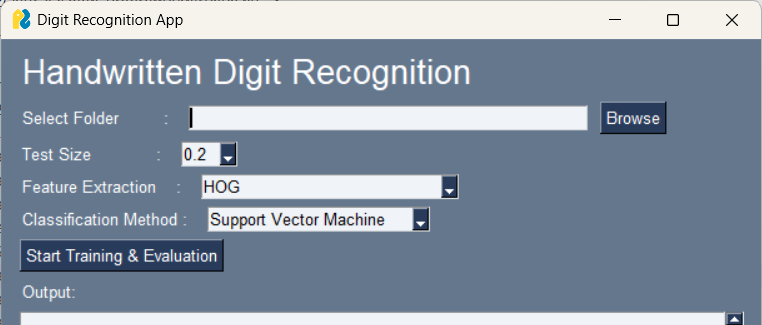 Digit Recognition App
Handwritten Digit Recognition
Select Folder : Browse
Test Size : 0.2
Feature Extraction : HOG
Classification Method : Support Vector Machine
Start Training & Evaluation
Output: